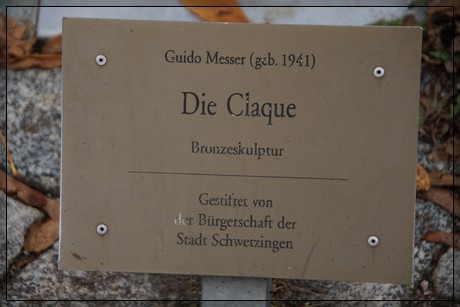 Guido Messer (geb. 1941)
Die Claque
Bronzeskulptur
Gestiftet von
der Bürgerschaft der
Stadt Schwetzingen